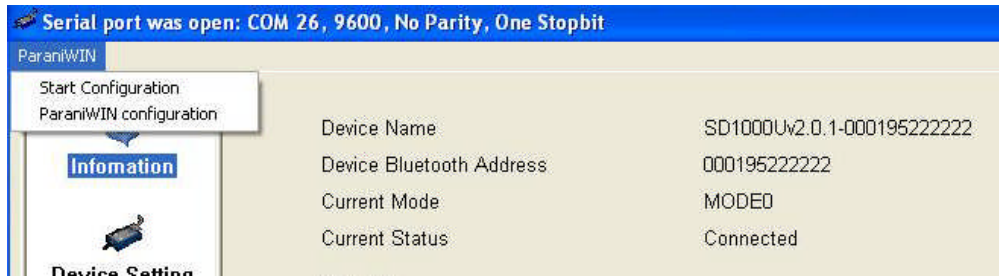 Serial port was open: COM 26, 9600, No Parity, One Stopbit
ParaniWIN
Start Configuration
ParaniWIN configuration
Infomation
Device Setting
Device Name SD1000Uv2.0.1-000195222222
Device Bluetooth Address 000195222222
Current Mode MODE0
Current Status Connected